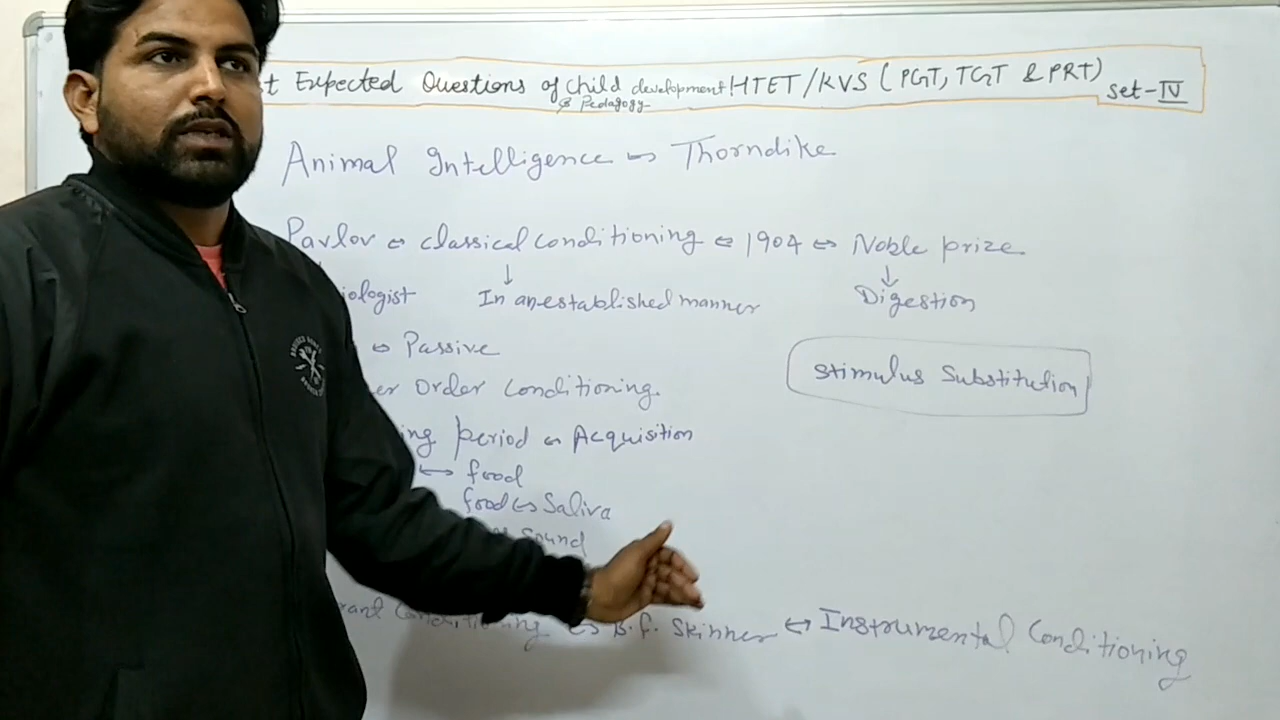 t Expected Questions of child development HTET/KVS (PGT, TGT & PRT) set-IV
& Pedagogy
Animal Intelligence ↔ Thorndike
Pavlov ↔ classical conditioning ↔ 1904 ↔ Noble prize
iologist In an established manner Digestion
↔ Passive
er Order Conditioning.
Stimulus Substitution
ing period ↔ Acquisition
↔ food
food ↔ Saliva
Sound
rant Conditioning ↔ B.F. Skinner ↔ Instrumental Conditioning